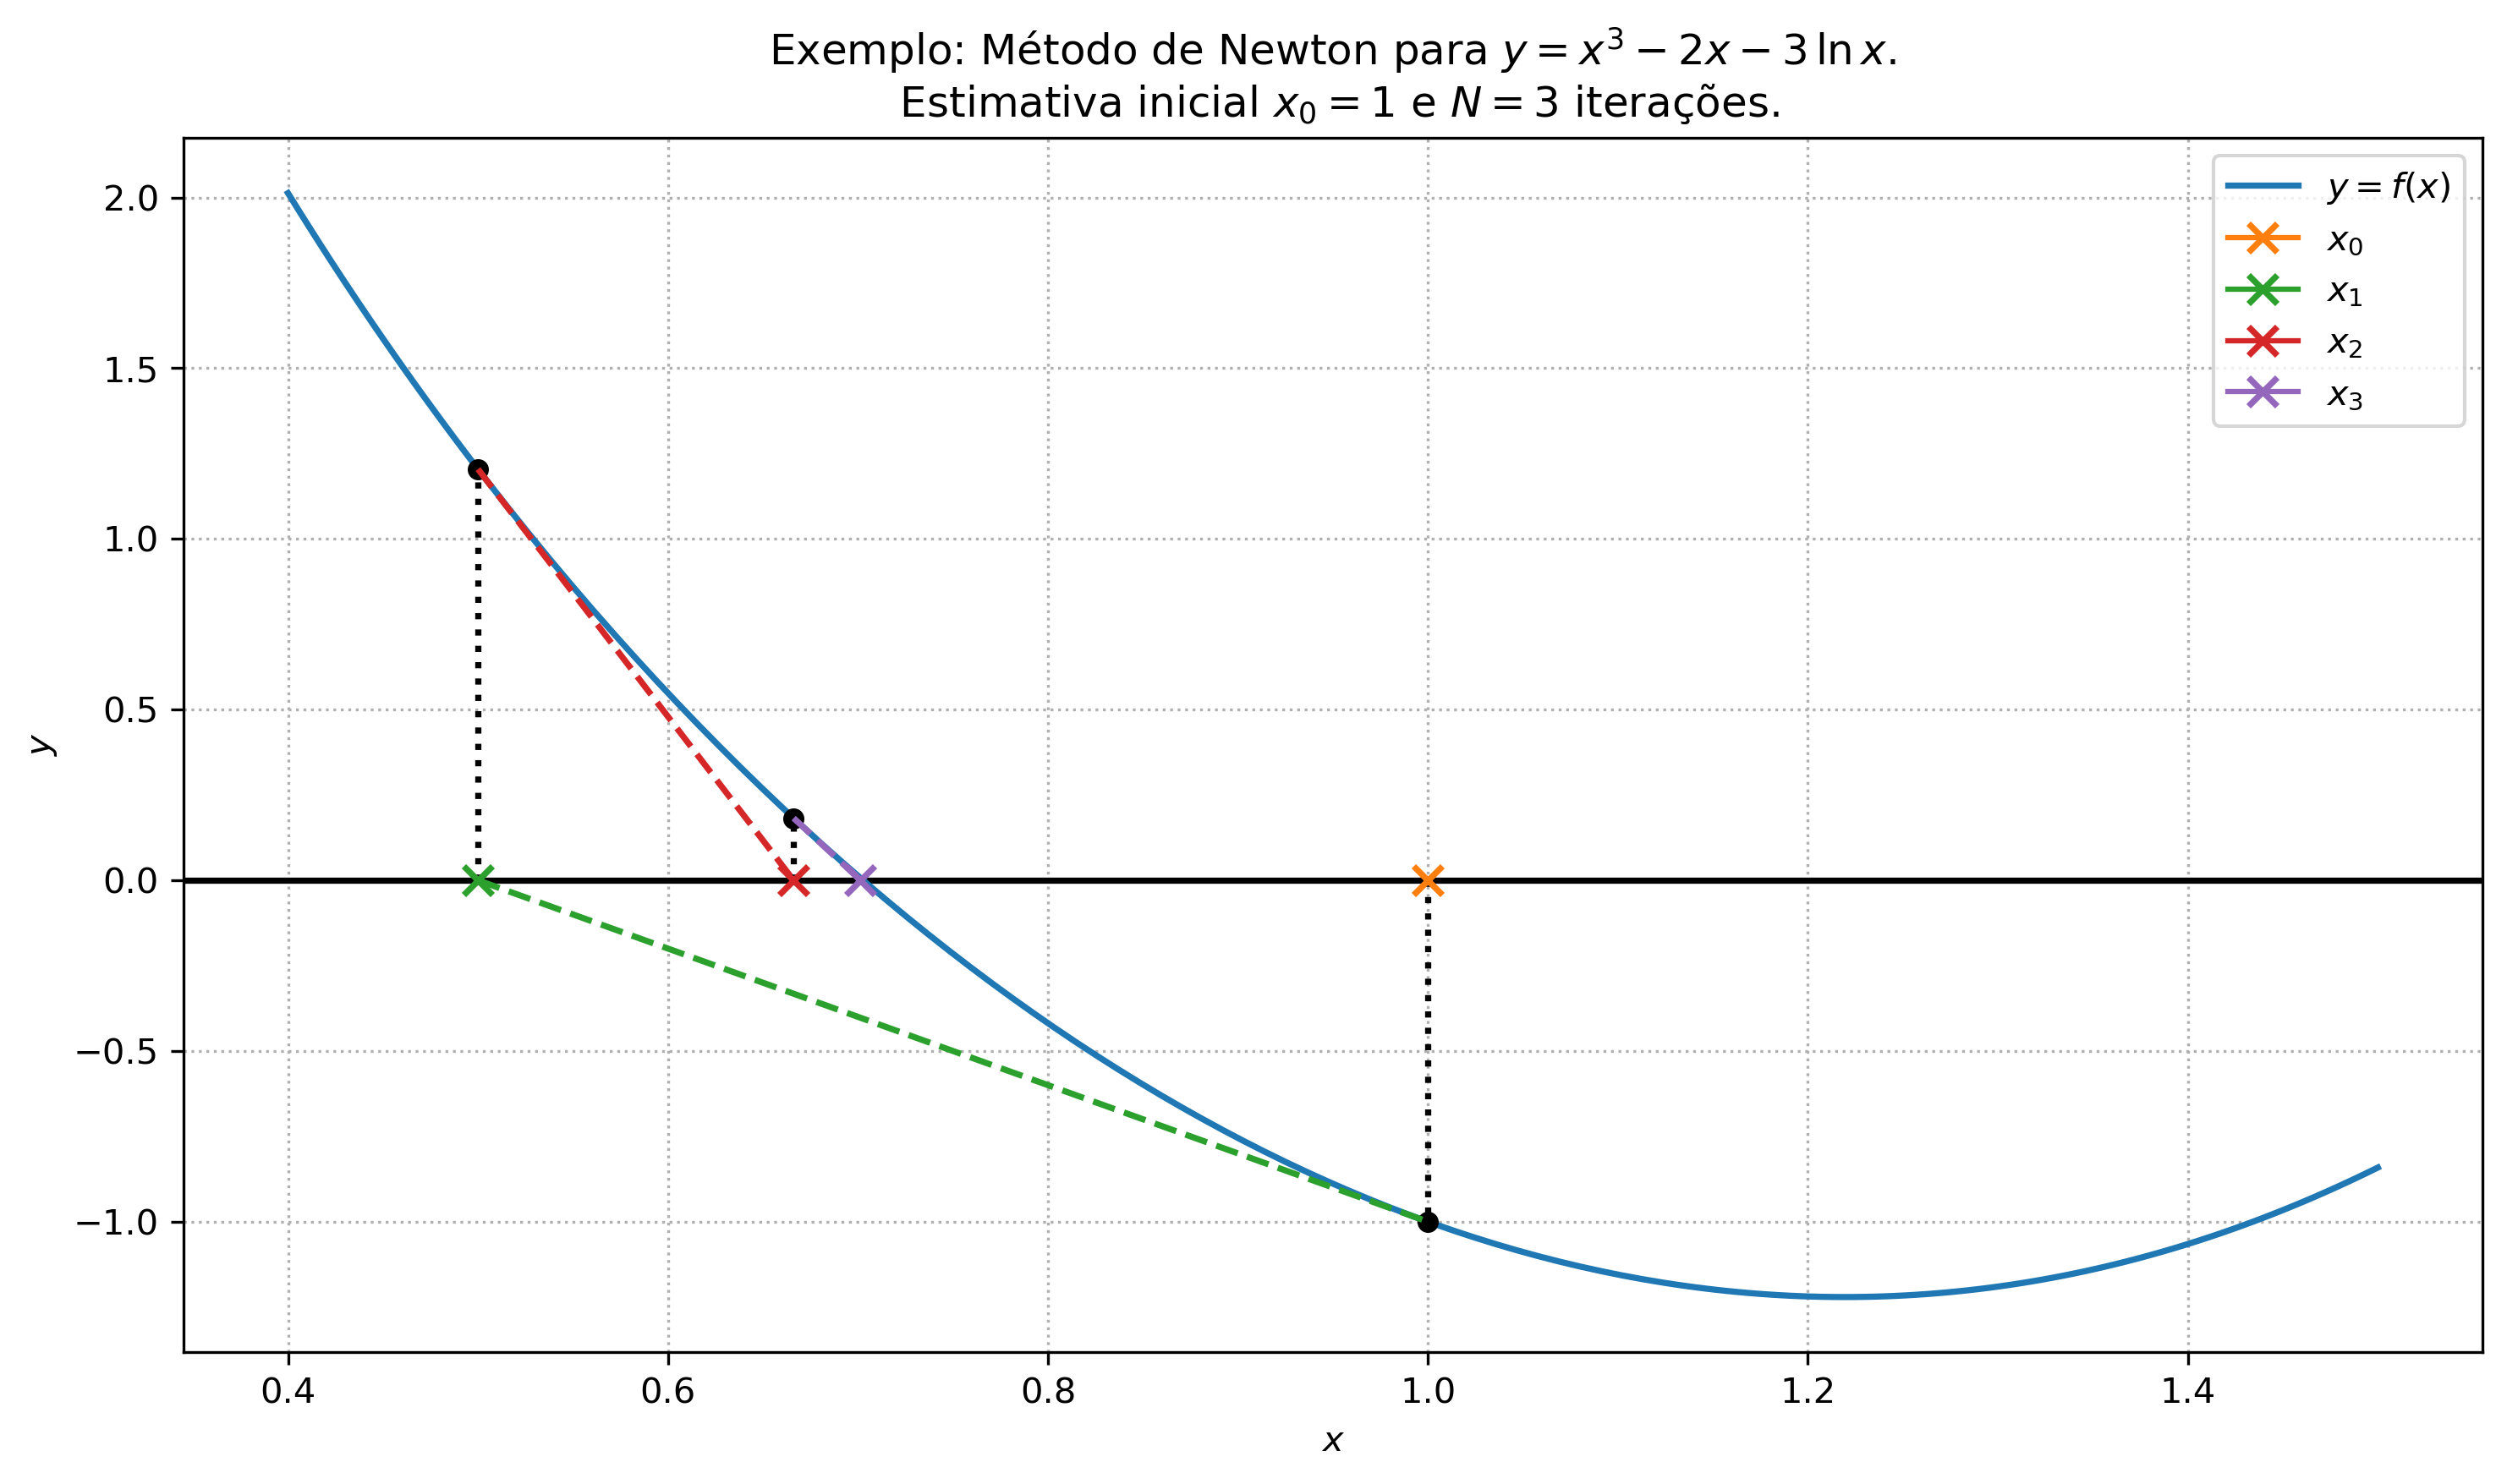 Exemplo: Método de Newton para $y = x^3 - 2x - 3\ln x$.
Estimativa inicial $x_0 = 1$ e $N = 3$ iterações.
y = f(x)
x₀
x₁
x₂
x₃
2.0
1.5
1.0
0.5
0.0
−0.5
−1.0
y
0.4 0.6 0.8 1.0 1.2 1.4
x